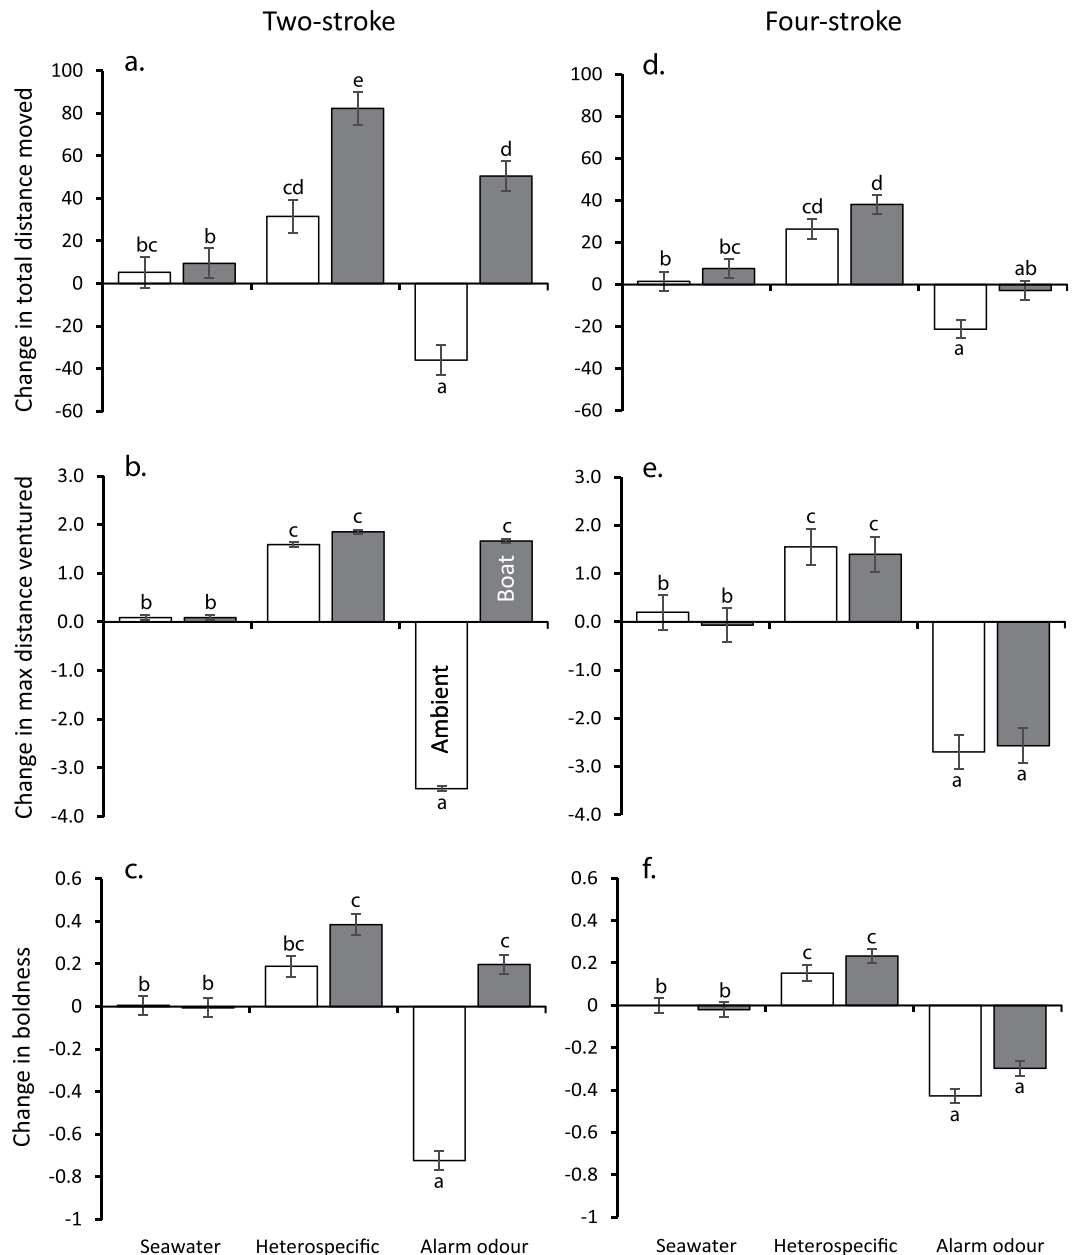 Two-stroke
Four-stroke
a.
Change in total distance moved
100
80
60
40
20
0
-20
-40
-60
bc
b
cd
e
a
d
d.
100
80
60
40
20
0
-20
-40
-60
b
bc
cd
d
a
ab
b.
Change in max distance ventured
3.0
2.0
1.0
0.0
-1.0
-2.0
-3.0
-4.0
b
b
c
c
a
c
Ambient
Boat
e.
3.0
2.0
1.0
0.0
-1.0
-2.0
-3.0
-4.0
b
b
c
c
a
a
c.
Change in boldness
0.6
0.4
0.2
0
-0.2
-0.4
-0.6
-0.8
-1
b
b
bc
c
a
c
f.
0.6
0.4
0.2
0
-0.2
-0.4
-0.6
-0.8
-1
b
b
c
c
a
a
Seawater
Heterospecific
Alarm odour
Seawater
Heterospecific
Alarm odour